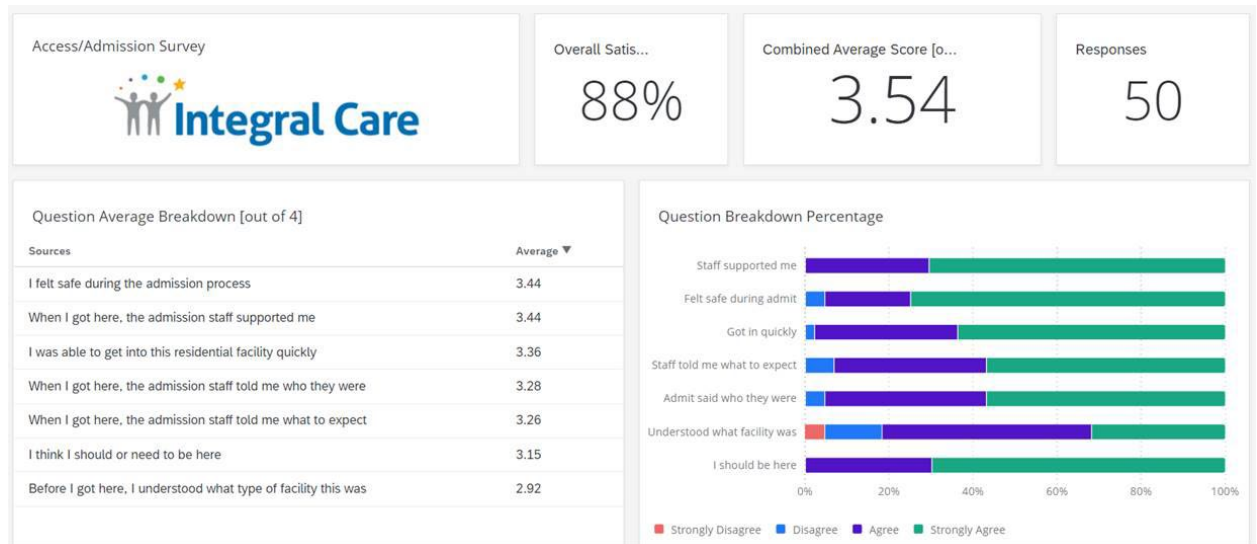 Access/Admission Survey
Integral Care
Overall Satis...
88%
Combined Average Score [o...
3.54
Responses
50
Question Average Breakdown [out of 4]
Sources Average ▼
I felt safe during the admission process 3.44
When I got here, the admission staff supported me 3.44
I was able to get into this residential facility quickly 3.36
When I got here, the admission staff told me who they were 3.28
When I got here, the admission staff told me what to expect 3.26
I think I should or need to be here 3.15
Before I got here, I understood what type of facility this was 2.92
Question Breakdown Percentage
Staff supported me
Felt safe during admit
Got in quickly
Staff told me what to expect
Admit said who they were
Understood what facility was
I should be here
0% 20% 40% 60% 80% 100%
Strongly Disagree Disagree Agree Strongly Agree